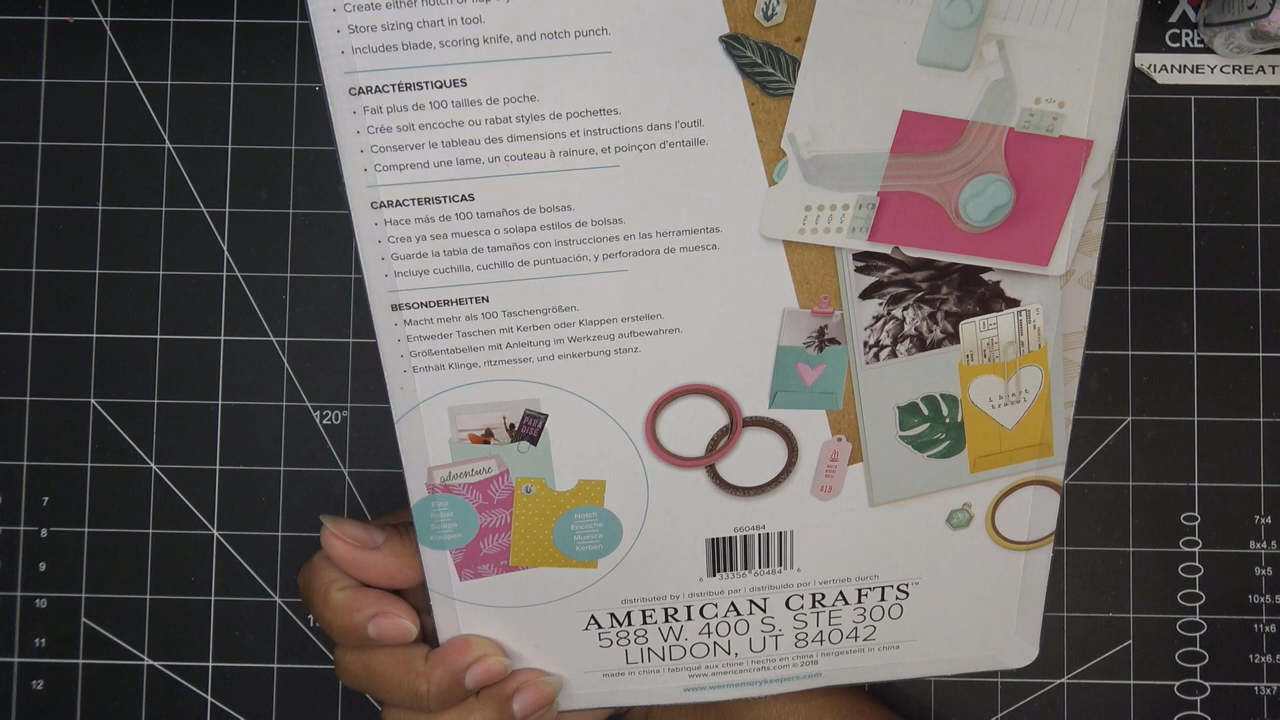 Create either notch or flap
• Store sizing chart in tool.
• Includes blade, scoring knife, and notch punch.
CARACTÉRISTIQUES
• Fait plus de 100 tailles de poche.
• Crée soit encoche ou rabat styles de pochettes.
• Conserver le tableau des dimensions et instructions dans l'outil.
• Comprend une lame, un couteau à rainure, et poinçon d'entaille.
CARACTERISTICAS
• Hace más de 100 tamaños de bolsas.
• Crea ya sea muesca o solapa estilos de bolsas.
• Guarde la tabla de tamaños con instrucciones en las herramientas.
• Incluye cuchilla, cuchillo de puntuación, y perforadora de muesca.
BESONDERHEITEN
• Macht mehr als 100 Taschengrößen.
• Entweder Taschen mit Kerben oder Klappen erstellen.
• Größentabellen mit Anleitung im Werkzeug aufbewahren.
• Enthält Klinge, ritzmesser, und einkerbung stanz.
PARA
DISE
adventure
Flap
Rabat
Solapa
Klappen
Notch
Encoche
Muesca
Kerben
i heart
travel
419
660484
6 33356 60484 6
distributed by | distribué par | distribuido por | vertrieb durch
AMERICAN CRAFTS™
588 W. 400 S. STE 300
LINDON, UT 84042
made in china | fabriqué aux chine | hecho en china | hergestellt in china
www.americancrafts.com ©2018
www.wermemorykeepers.com
CRE
VIANNEYCREAT
120°
7
8
9
10
11
12
7x4
8x4.5
9x5
10x5.5
11x6
12x6.5
13x7